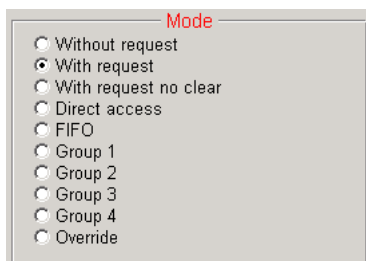 Mode
Without request
With request
With request no clear
Direct access
FIFO
Group 1
Group 2
Group 3
Group 4
Override